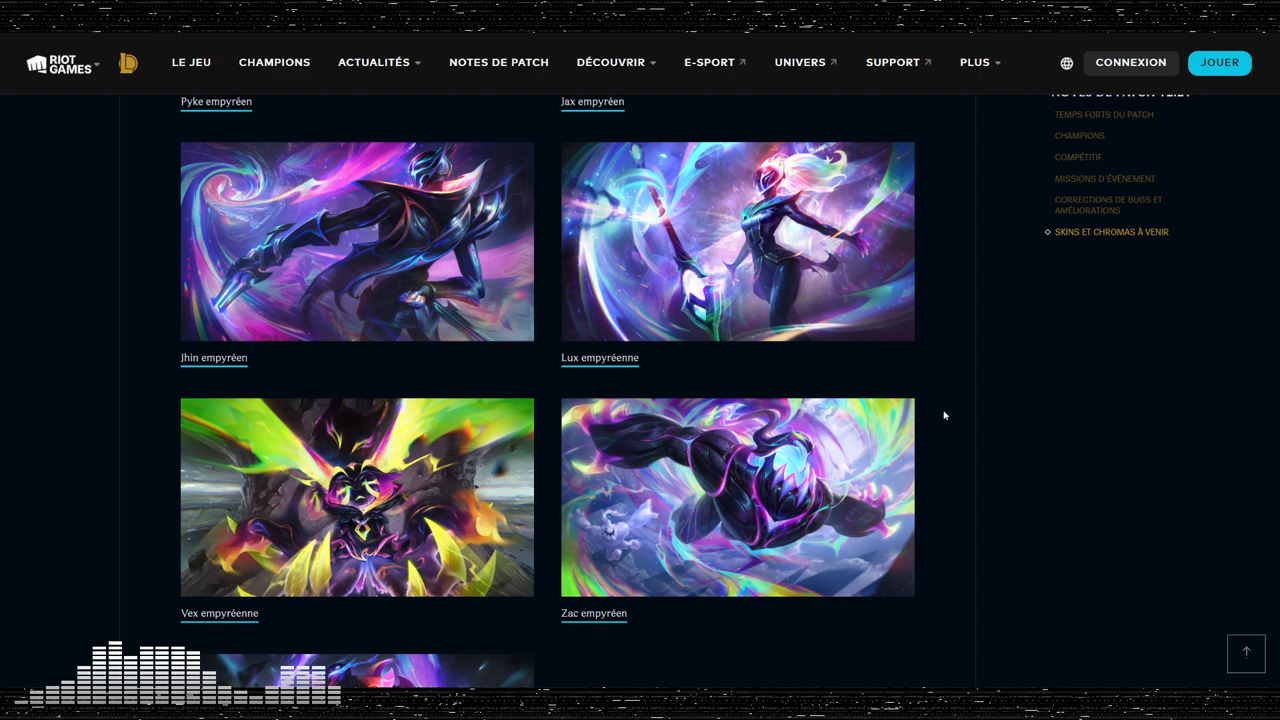 RIOT GAMES
LE JEU CHAMPIONS ACTUALITÉS NOTES DE PATCH DÉCOUVRIR E-SPORT UNIVERS SUPPORT PLUS CONNEXION JOUER
Pyke empyréen
Jax empyréen
Jhin empyréen
Lux empyréenne
Vex empyréenne
Zac empyréen
TEMPS FORTS DU PATCH
CHAMPIONS
COMPÉTITIF
MISSIONS D'ÉVÉNEMENT
CORRECTIONS DE BUGS ET
AMÉLIORATIONS
SKINS ET CHROMAS À VENIR